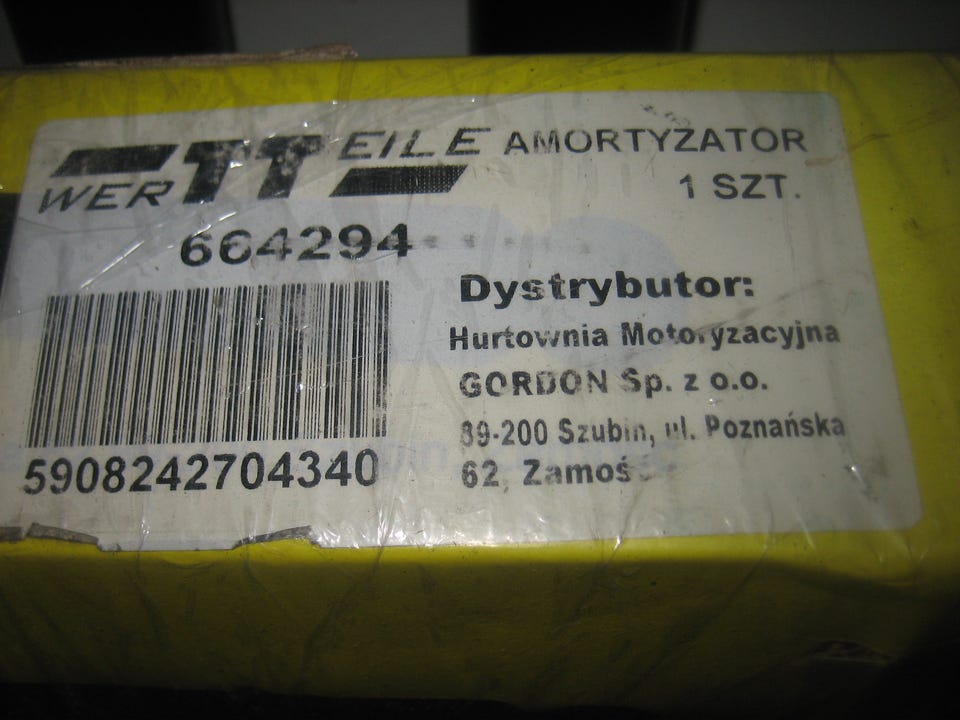 WERTTEILE AMORTYZATOR
1 SZT.
664294
Dystrybutor:
Hurtownia Motoryzacyjna
GORDON Sp. z o.o.
89-200 Szubin, ul. Poznańska
62, Zamoś
5908242704340